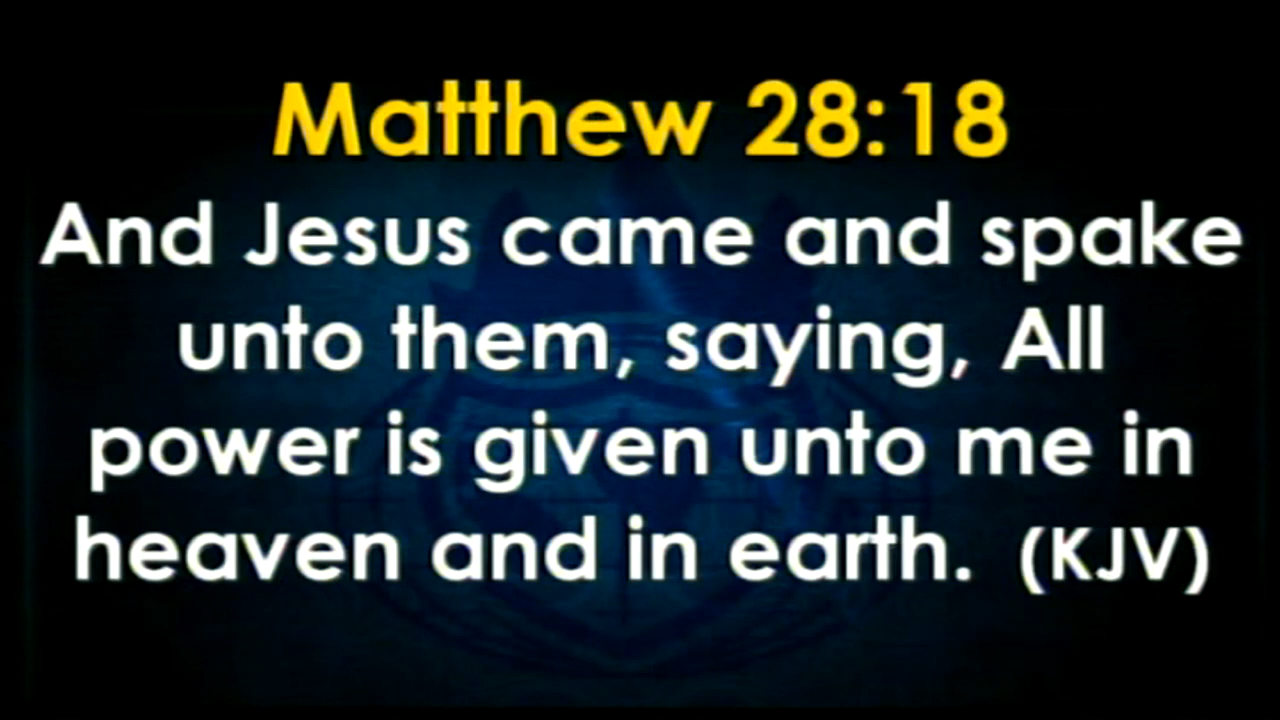 Matthew 28:18
And Jesus came and spake
unto them, saying, All
power is given unto me in
heaven and in earth. (KJV)